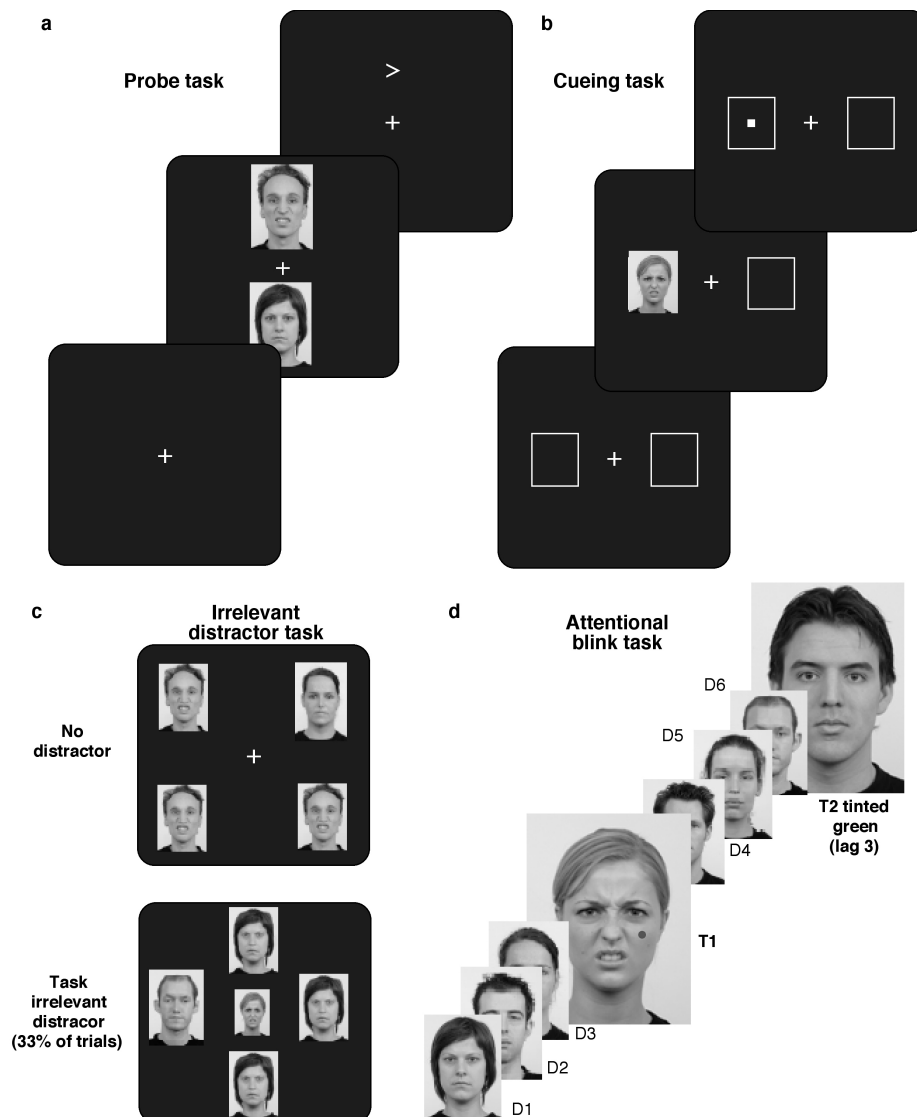 a
Probe task
>
+
+
+
b
Cueing task
+
+
+
c
Irrelevant
distractor task
No
distractor
+
Task
irrelevant
distracor
(33% of trials)
d
Attentional
blink task
D6
D5
T2 tinted
green
(lag 3)
D4
T1
D3
D2
D1